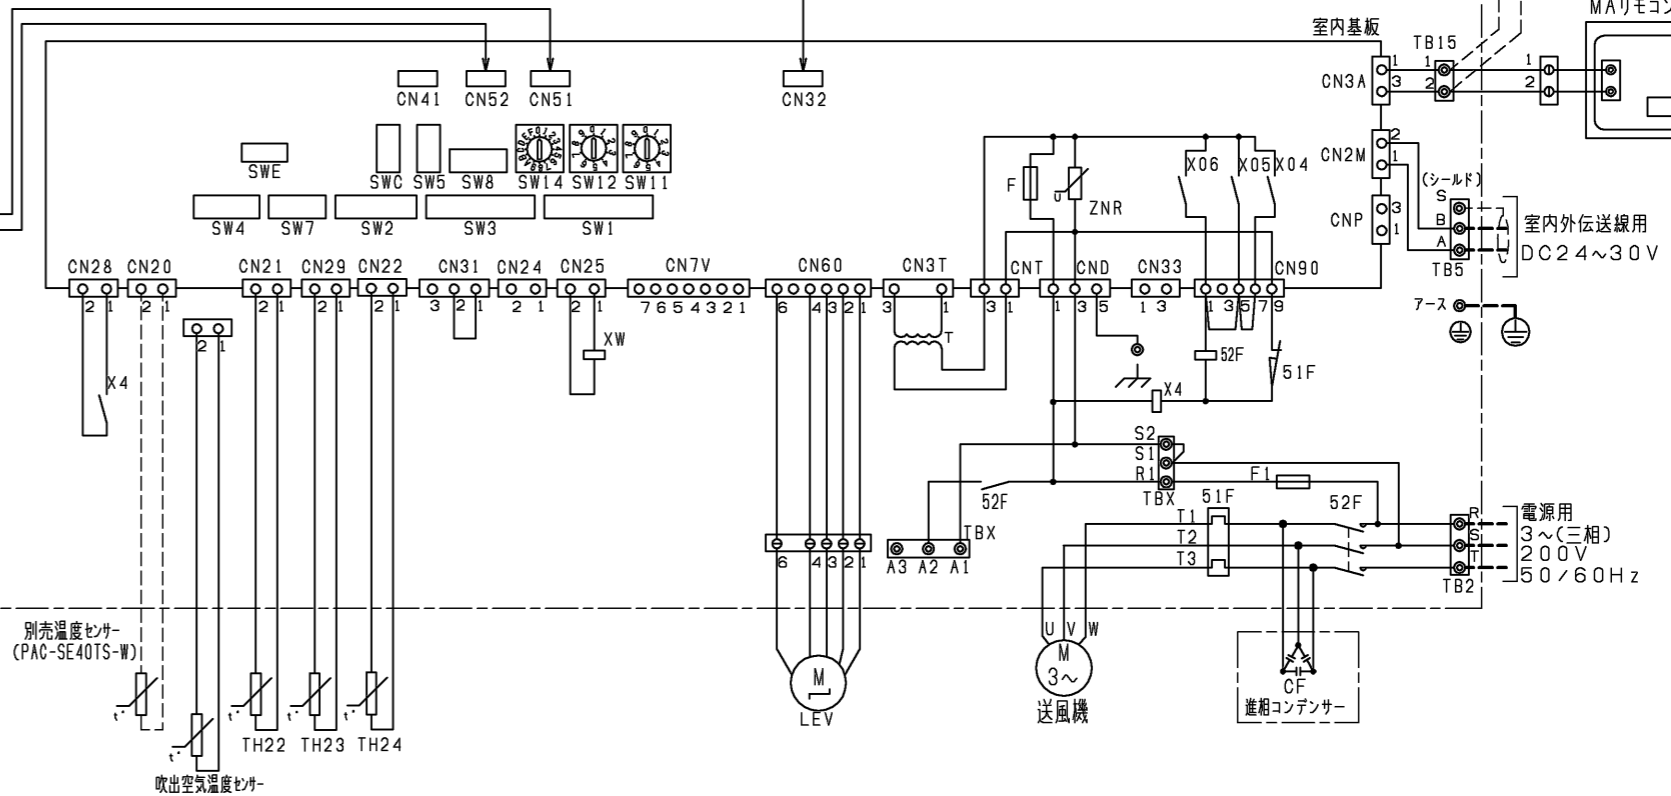 MAリモコン
室内基板
TB15
CN41 CN52 CN51 CN32
CN3A 1 3 1 2 1 2
SWE SWC SW5 SW8 SW14 SW12 SW11
SW4 SW7 SW2 SW3 SW1
F U ZNR X06 X05 X04
CN2M 2 1
CNP 3 1
(シールド)
S
B
A
TB5
室内外伝送線用
DC24~30V
アース
CN28 CN20 CN21 CN29 CN22 CN31 CN24 CN25 CN7V CN60 CN3T CNT CND CN33 CN90
2 1 2 1 2 1 2 1 2 1 3 2 1 2 1 2 1 7 6 5 4 3 2 1 6 4 3 2 1 3 1 3 1 1 3 5 1 3 1 3 5 7 9
2 1
XW T 52F 51F
X4 X4
S2
S1
R1
TBX
F1
52F
51F 52F
TBX
A3 A2 A1
T1
T2
T3
R
S
T
TB2
電源用
3~(三相)
200V
50/60Hz
6 4 3 2 1
別売温度センサー
(PAC-SE40TS-W)
U V W
M
3~
送風機
M
LEV
CF
進相コンデンサー
t° t° t° t° t°
TH22 TH23 TH24
吹出空気温度センサー